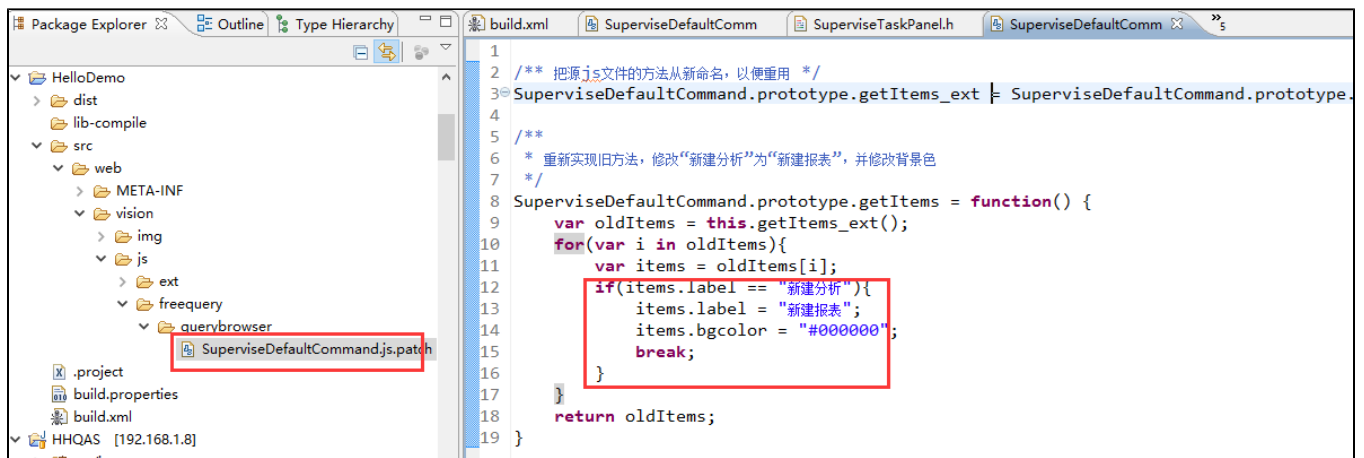 Package Explorer
Outline
Type Hierarchy
HelloDemo
dist
lib-compile
src
web
META-INF
vision
img
js
ext
freequery
querybrowser
SuperviseDefaultCommand.js.patch
.project
build.properties
build.xml
HHQAS [192.168.1.8]
build.xml
SuperviseDefaultComm
SuperviseTaskPanel.h
SuperviseDefaultComm
»5
1
2 /** 把源js文件的方法从新命名，以便重用 */
3 SuperviseDefaultCommand.prototype.getItems_ext = SuperviseDefaultCommand.prototype.
4
5 /**
6 * 重新实现旧方法，修改“新建分析”为“新建报表”，并修改背景色
7 */
8 SuperviseDefaultCommand.prototype.getItems = function() {
9 var oldItems = this.getItems_ext();
10 for(var i in oldItems){
11 var items = oldItems[i];
12 if(items.label == "新建分析"){
13 items.label = "新建报表";
14 items.bgcolor = "#000000";
15 break;
16 }
17 }
18 return oldItems;
19 }